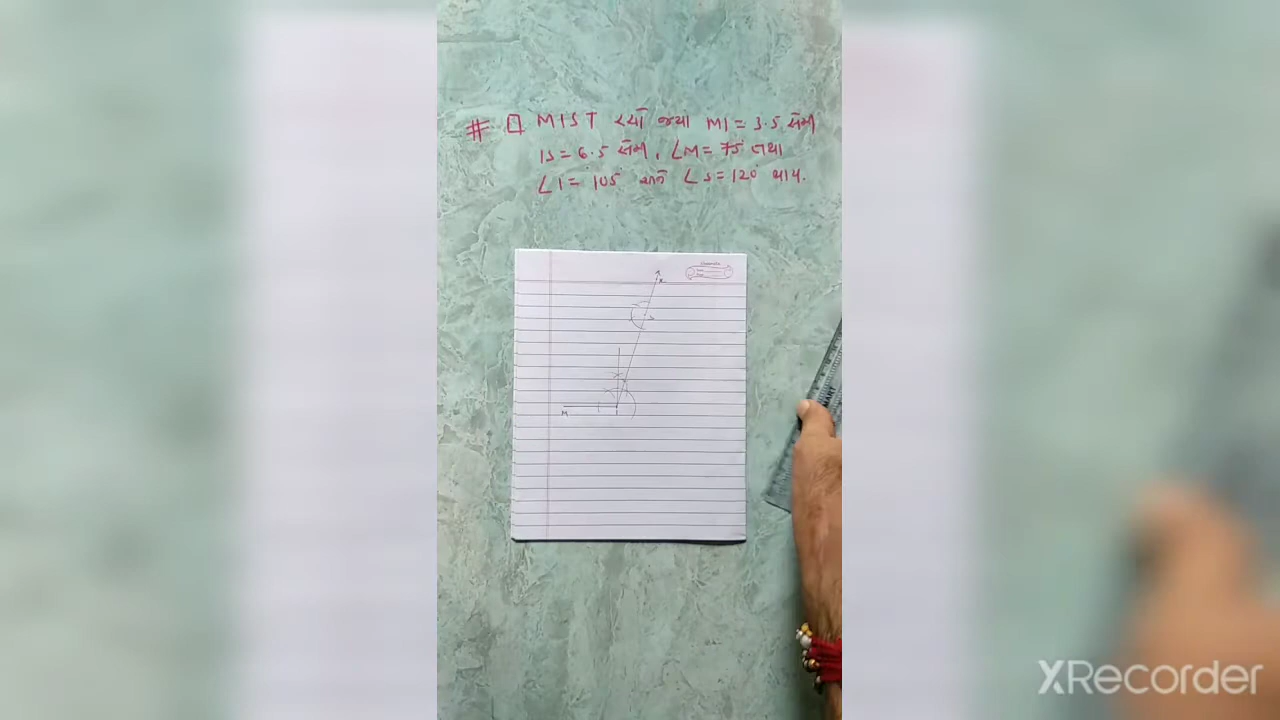 # □ MIST રચો જ્યાં MI = 3.5 સેમી
IS = 6.5 સેમી, ∠M = 75° તથા
∠I = 105° અને ∠S = 120° થાય.
M
I
XRecorder